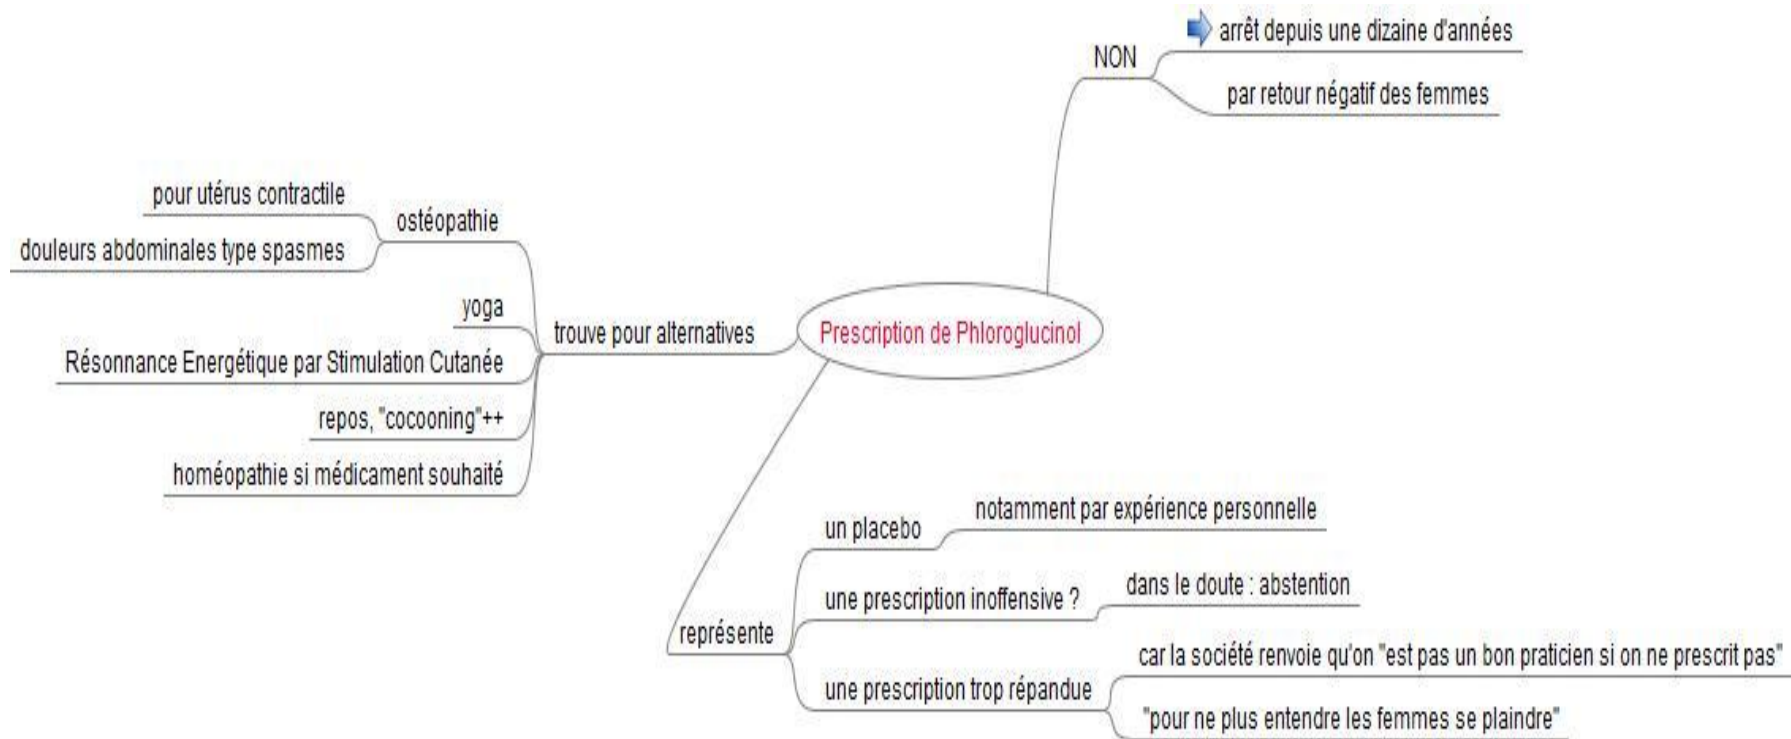 arrêt depuis une dizaine d'années
NON
par retour négatif des femmes
pour utérus contractile
ostéopathie
douleurs abdominales type spasmes
yoga
trouve pour alternatives
Prescription de Phloroglucinol
Résonnance Energétique par Stimulation Cutanée
repos, "cocooning"++
homéopathie si médicament souhaité
notamment par expérience personnelle
un placebo
dans le doute : abstention
une prescription inoffensive ?
représente
car la société renvoie qu'on "est pas un bon praticien si on ne prescrit pas"
une prescription trop répandue
"pour ne plus entendre les femmes se plaindre"